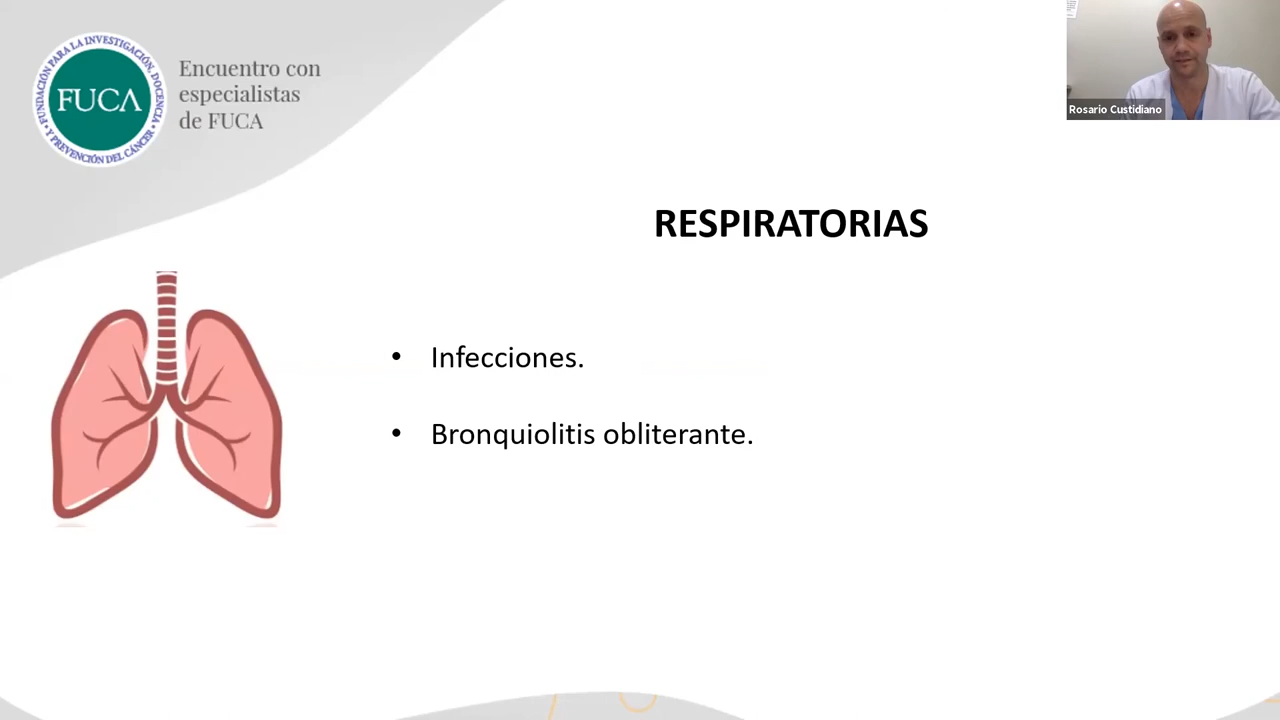 FUNDACIÓN PARA LA INVESTIGACIÓN, DOCENCIA
• Y PREVENCIÓN DEL CÁNCER •
FUCA
Encuentro con
especialistas
de FUCA
Rosario Custidiano
RESPIRATORIAS
• Infecciones.
• Bronquiolitis obliterante.